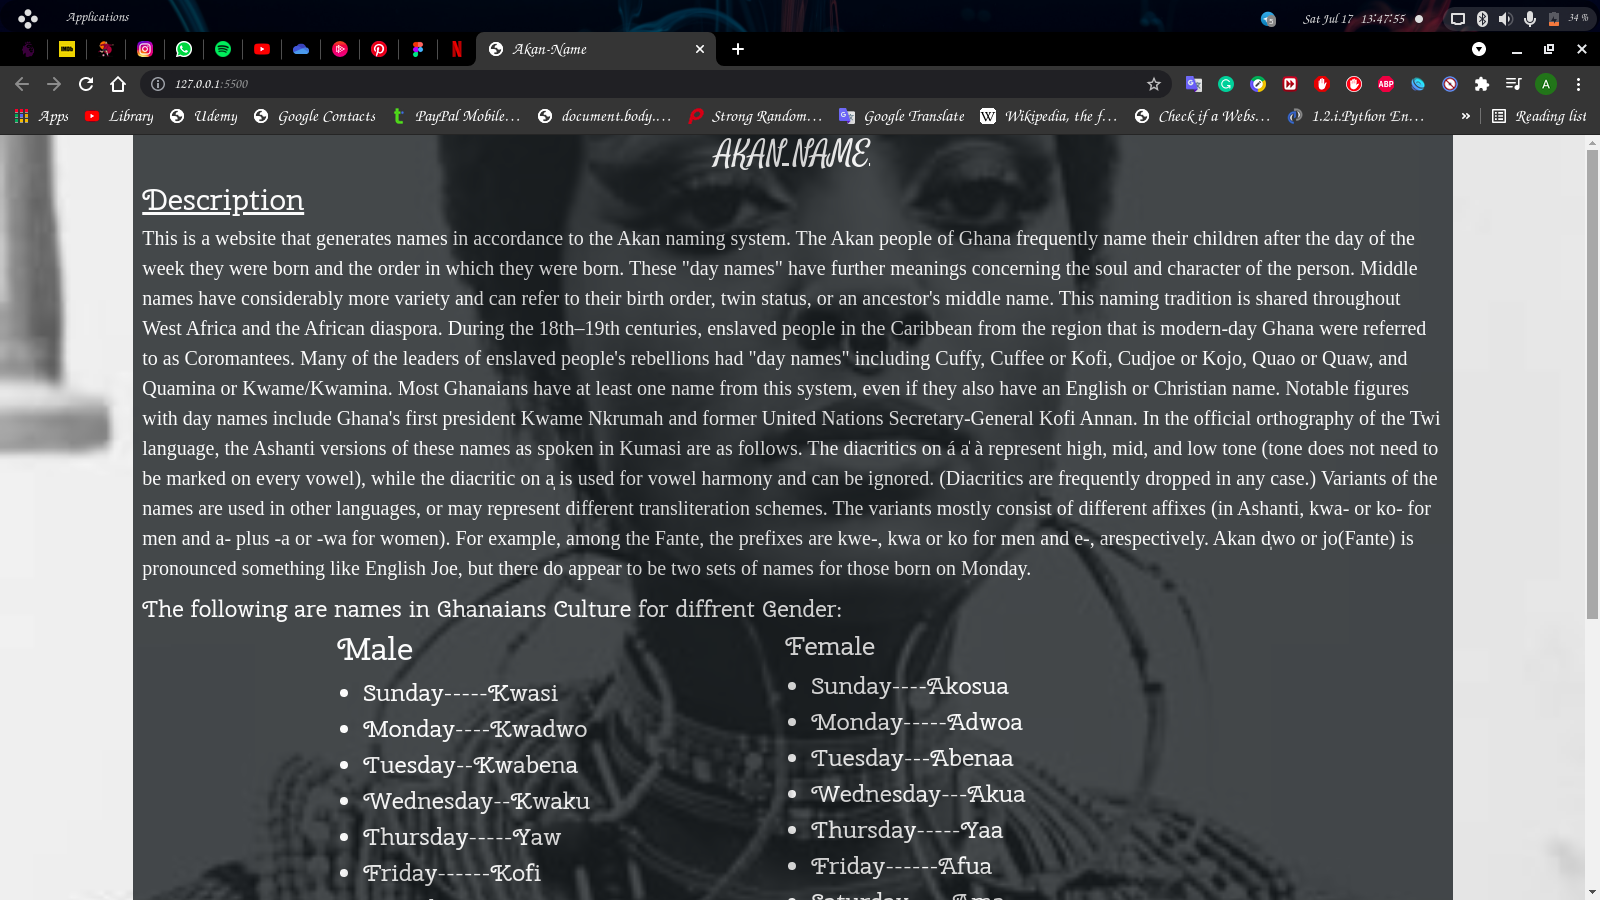 Applications
Sat Jul 17 13:47:55
34 %
Akan-Name
127.0.0.1:5500
Apps
Library
Udemy
Google Contacts
PayPal Mobile...
document.body....
Strong Random...
Google Translate
Wikipedia, the f...
Check if a Webs...
1.2.i.Python En...
»
Reading list
AKAN_NAME.
Description
This is a website that generates names in accordance to the Akan naming system. The Akan people of Ghana frequently name their children after the day of the
week they were born and the order in which they were born. These "day names" have further meanings concerning the soul and character of the person. Middle
names have considerably more variety and can refer to their birth order, twin status, or an ancestor's middle name. This naming tradition is shared throughout
West Africa and the African diaspora. During the 18th–19th centuries, enslaved people in the Caribbean from the region that is modern-day Ghana were referred
to as Coromantees. Many of the leaders of enslaved people's rebellions had "day names" including Cuffy, Cuffee or Kofi, Cudjoe or Kojo, Quao or Quaw, and
Quamina or Kwame/Kwamina. Most Ghanaians have at least one name from this system, even if they also have an English or Christian name. Notable figures
with day names include Ghana's first president Kwame Nkrumah and former United Nations Secretary-General Kofi Annan. In the official orthography of the Twi
language, the Ashanti versions of these names as spoken in Kumasi are as follows. The diacritics on á a̍ à represent high, mid, and low tone (tone does not need to
be marked on every vowel), while the diacritic on a̩ is used for vowel harmony and can be ignored. (Diacritics are frequently dropped in any case.) Variants of the
names are used in other languages, or may represent different transliteration schemes. The variants mostly consist of different affixes (in Ashanti, kwa- or ko- for
men and a- plus -a or -wa for women). For example, among the Fante, the prefixes are kwe-, kwa or ko for men and e-, arespectively. Akan d̩wo or jo(Fante) is
pronounced something like English Joe, but there do appear to be two sets of names for those born on Monday.
The following are names in Ghanaians Culture for diffrent Gender:
Male
• Sunday-----Kwasi
• Monday----Kwadwo
• Tuesday--Kwabena
• Wednesday--Kwaku
• Thursday-----Yaw
• Friday------Kofi
Female
• Sunday----Akosua
• Monday-----Adwoa
• Tuesday---Abenaa
• Wednesday---Akua
• Thursday-----Yaa
• Friday------Afua